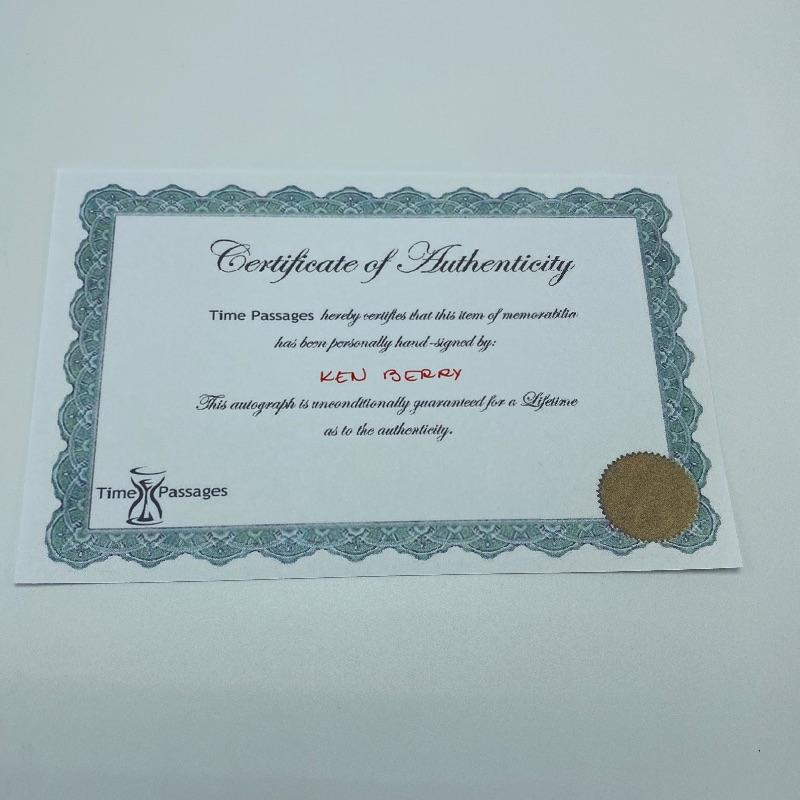 Certificate of Authenticity
Time Passages hereby certifies that this item of memorabilia
has been personally hand-signed by:
KEN BERRY
This autograph is unconditionally guaranteed for a Lifetime
as to the authenticity.
Time Passages